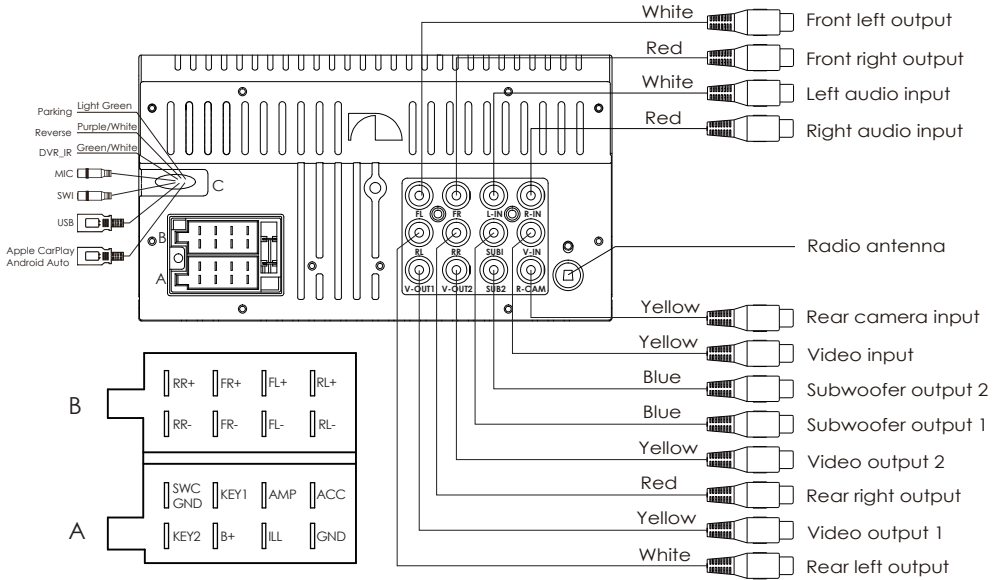 White Front left output
Red Front right output
White Left audio input
Red Right audio input
Parking Light Green
Reverse Purple/White
DVR_IR Green/White
MIC
SWI
USB
Apple CarPlay
Android Auto
C
B
A
FL FR L-IN R-IN
RL RR SUB1 V-IN
V-OUT1 V-OUT2 SUB2 R-CAM
Radio antenna
Yellow Rear camera input
Yellow Video input
Blue Subwoofer output 2
Blue Subwoofer output 1
Yellow Video output 2
Red Rear right output
Yellow Video output 1
White Rear left output
B
RR+ FR+ FL+ RL+
RR- FR- FL- RL-
A
SWC
GND KEY1 AMP ACC
KEY2 B+ ILL GND